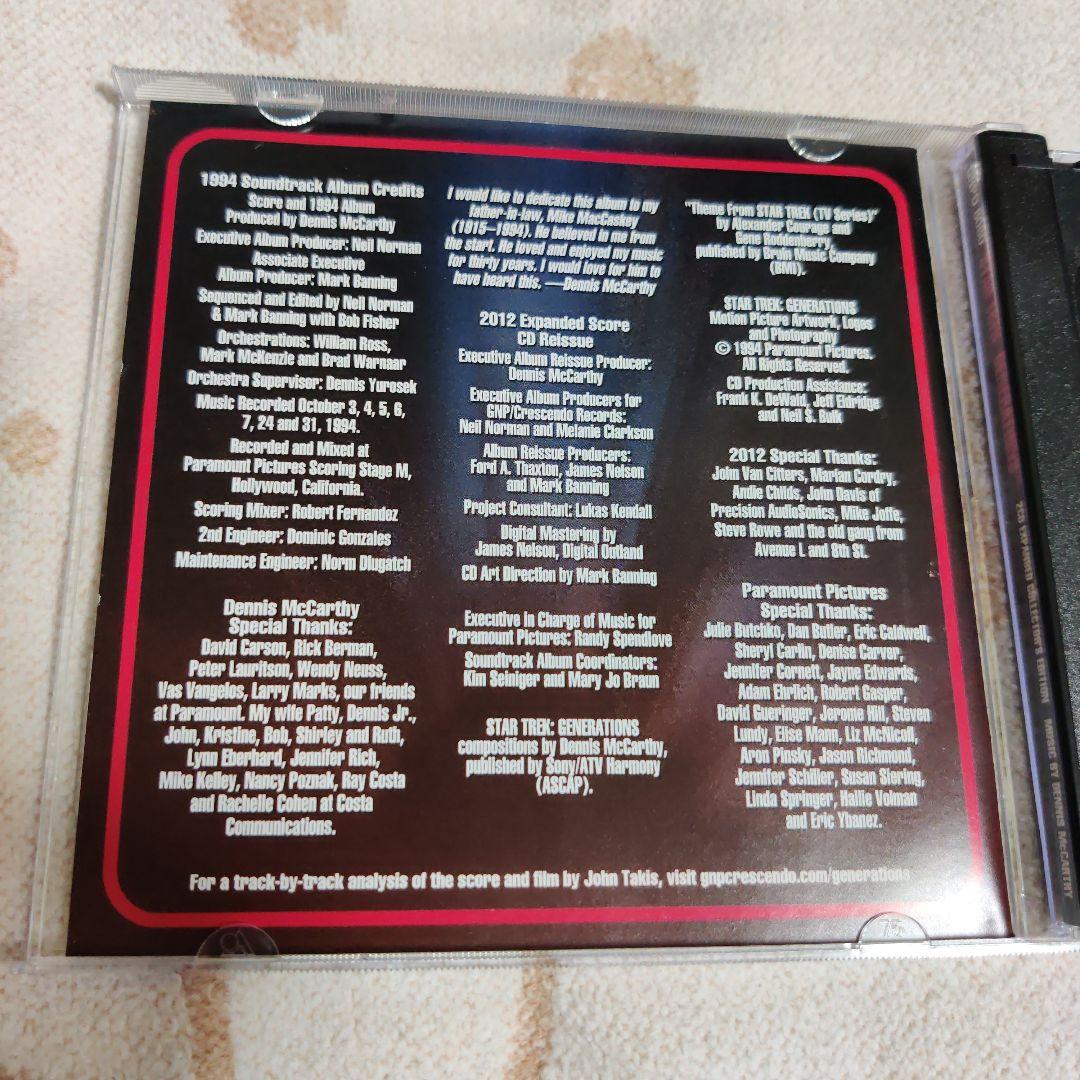 1994 Soundtrack Album Credits
Score and 1994 Album
Produced by Dennis McCarthy
Executive Album Producer: Neil Norman
Associate Executive
Album Producer: Mark Banning
Sequenced and Edited by Neil Norman
& Mark Banning with Bob Fisher
Orchestrations: William Ross,
Mark McKenzie and Brad Warnaar
Orchestra Supervisor: Dennis Yurosek
Music Recorded October 3, 4, 5, 6,
7, 24 and 31, 1994.
Recorded and Mixed at
Paramount Pictures Scoring Stage M,
Hollywood, California.
Scoring Mixer: Robert Fernandez
2nd Engineer: Dominic Gonzales
Maintenance Engineer: Norm Dlugatch
Dennis McCarthy
Special Thanks:
David Carson, Rick Berman,
Peter Lauritson, Wendy Neuss,
Vas Vangelos, Larry Marks, our friends
at Paramount. My wife Patty, Dennis Jr.,
John, Kristine, Bob, Shirley and Ruth,
Lynn Eberhard, Jennifer Rich,
Mike Kelley, Nancy Poznak, Ray Costa
and Rachelle Cohen at Costa
Communications.
I would like to dedicate this album to my
father-in-law, Mike MacCaskey
(1915–1994). He believed in me from
the start. He loved and enjoyed my music
for thirty years. I would love for him to
have heard this. —Dennis McCarthy
2012 Expanded Score
CD Reissue
Executive Album Reissue Producer:
Dennis McCarthy
Executive Album Producers for
GNP/Crescendo Records:
Neil Norman and Melanie Clarkson
Album Reissue Producers:
Ford A. Thaxton, James Nelson
and Mark Banning
Project Consultant: Lukas Kendall
Digital Mastering by
James Nelson, Digital Outland
CD Art Direction by Mark Banning
Executive in Charge of Music for
Paramount Pictures: Randy Spendlove
Soundtrack Album Coordinators:
Kim Seiniger and Mary Jo Braun
STAR TREK: GENERATIONS
compositions by Dennis McCarthy,
published by Sony/ATV Harmony
(ASCAP).
"Theme From STAR TREK (TV Series)"
by Alexander Courage and
Gene Roddenberry,
published by Bruin Music Company
(BMI).
STAR TREK: GENERATIONS
Motion Picture Artwork, Logos
and Photography
© 1994 Paramount Pictures.
All Rights Reserved.
CD Production Assistance:
Frank K. DeWald, Jeff Eldridge
and Neil S. Bulk
2012 Special Thanks:
John Van Citters, Marian Cordry,
Andie Childs, John Davis of
Precision AudioSonics, Mike Joffe,
Steve Rowe and the old gang from
Avenue L and 8th St.
Paramount Pictures
Special Thanks:
Julie Butchko, Dan Butler, Eric Caldwell,
Sheryl Carlin, Denise Carver,
Jennifer Cornett, Jayne Edwards,
Adam Ehrlich, Robert Gasper,
David Gueringer, Jerome Hill, Steven
Lundy, Elise Mann, Liz McNicoll,
Aron Pinsky, Jason Richmond,
Jennifer Schiller, Susan Siering,
Linda Springer, Hallie Volman
and Eric Ybanez.
For a track-by-track analysis of the score and film by John Takis, visit gnpcrescendo.com/generations
COLLECTOR'S EDITION MUSIC BY DENNIS McCARTHY